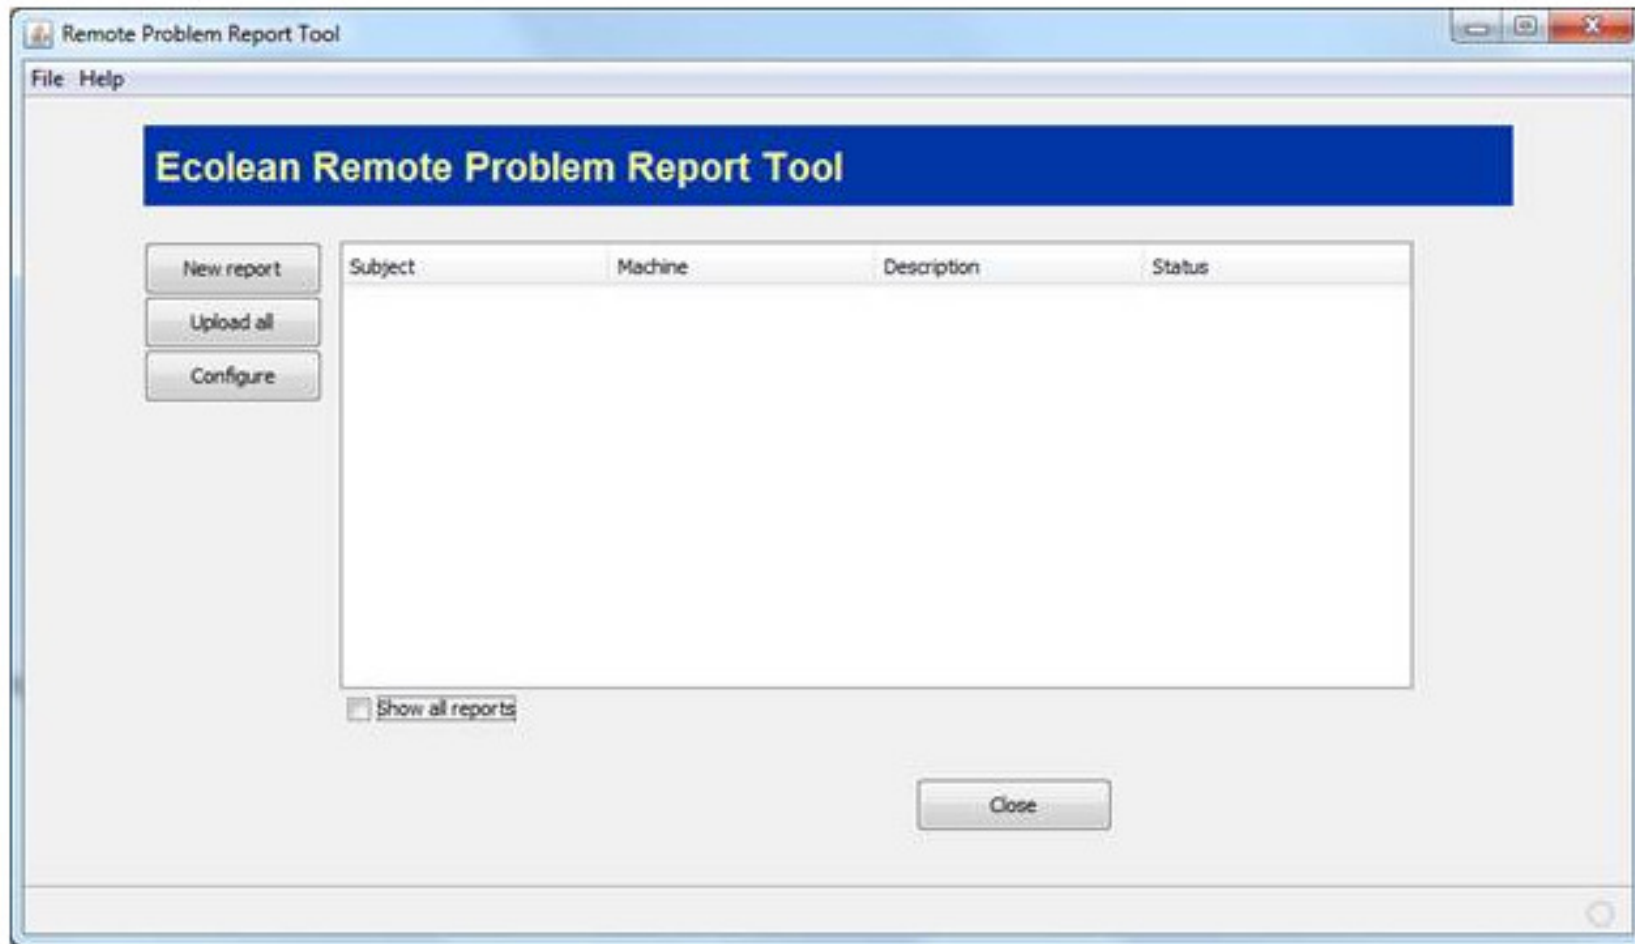 Remote Problem Report Tool
File Help
Ecolean Remote Problem Report Tool
New report
Upload all
Configure
Subject Machine Description Status
Show all reports
Close